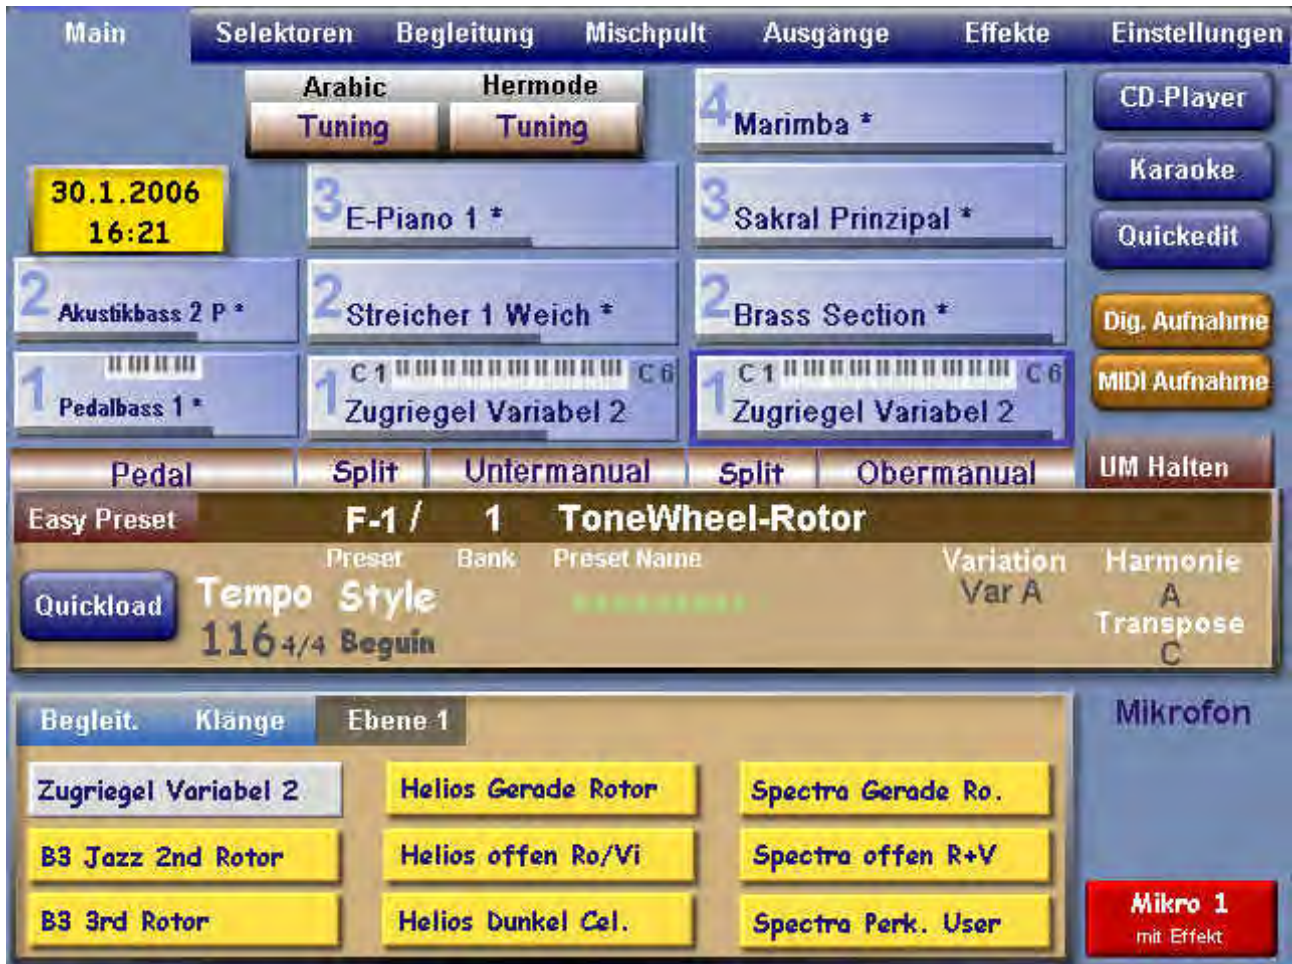 Main Selektoren Begleitung Mischpult Ausgänge Effekte Einstellungen
Arabic Hermode
Tuning Tuning
4 Marimba *
CD-Player
30.1.2006
16:21
3 E-Piano 1 *
3 Sakral Prinzipal *
Karaoke
Quickedit
2 Akustikbass 2 P *
2 Streicher 1 Weich *
2 Brass Section *
Dig. Aufnahme
1 Pedalbass 1 *
C 1 C 6
1 Zugriegel Variabel 2
C 1 C 6
1 Zugriegel Variabel 2
MIDI Aufnahme
Pedal Split Untermanual Split Obermanual
UM Halten
Easy Preset F-1 / 1 ToneWheel-Rotor
Preset Bank Preset Name Variation Harmonie
Quickload Tempo Style Var A A
116 4/4 Beguin
Transpose
C
Begleit. Klänge Ebene 1
Mikrofon
Zugriegel Variabel 2 Helios Gerade Rotor Spectra Gerade Ro.
B3 Jazz 2nd Rotor Helios offen Ro/Vi Spectra offen R+V
B3 3rd Rotor Helios Dunkel Cel. Spectra Perk. User
Mikro 1
mit Effekt